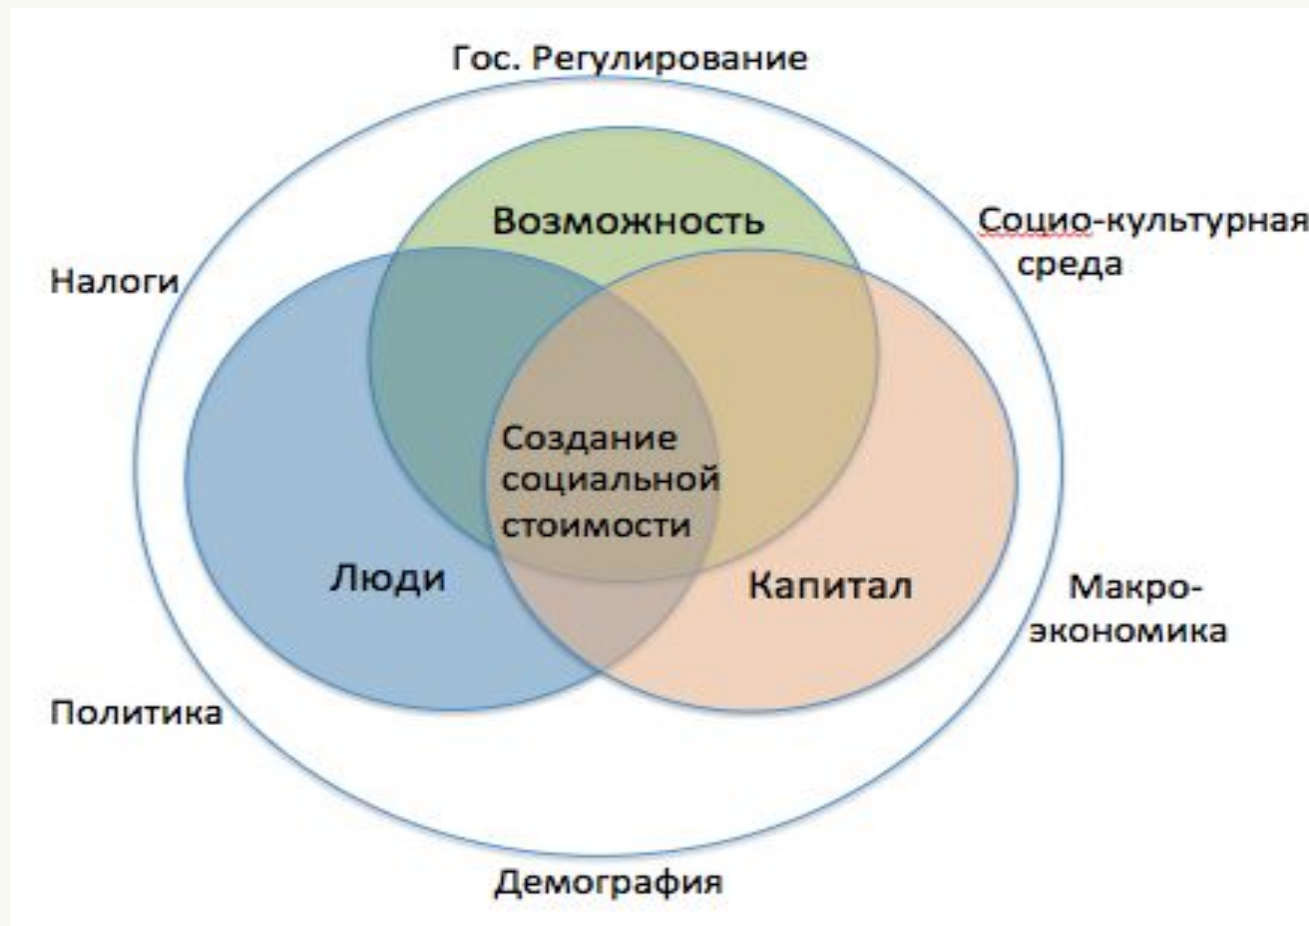 Гос. Регулирование
Возможность
Социо-культурная
среда
Налоги
Создание
социальной
стоимости
Люди
Капитал
Макро-
экономика
Политика
Демография